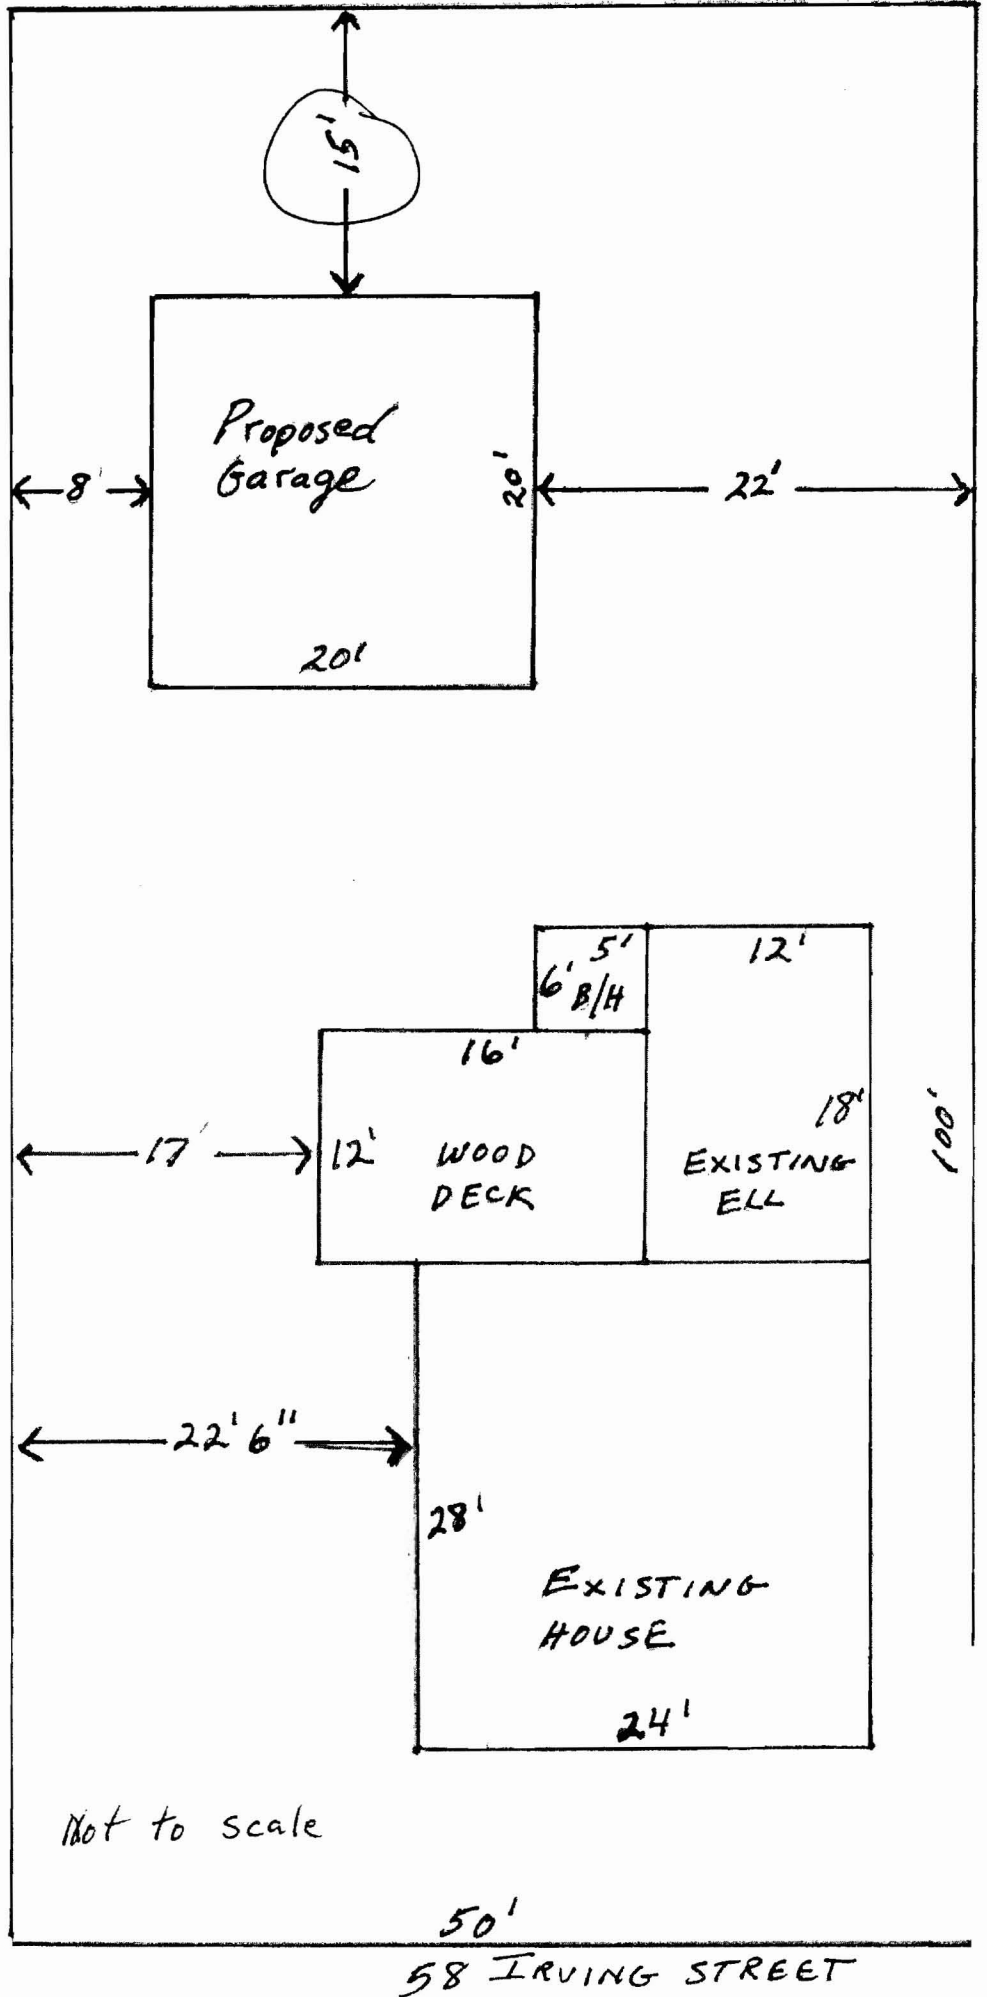 15'
Proposed
Garage
8'
20'
22'
20'
5'
12'
6'
B/H
16'
18'
100'
17'
12'
WOOD
DECK
EXISTING
ELL
22' 6"
28'
EXISTING
HOUSE
24'
Not to scale
50'
58 IRVING STREET